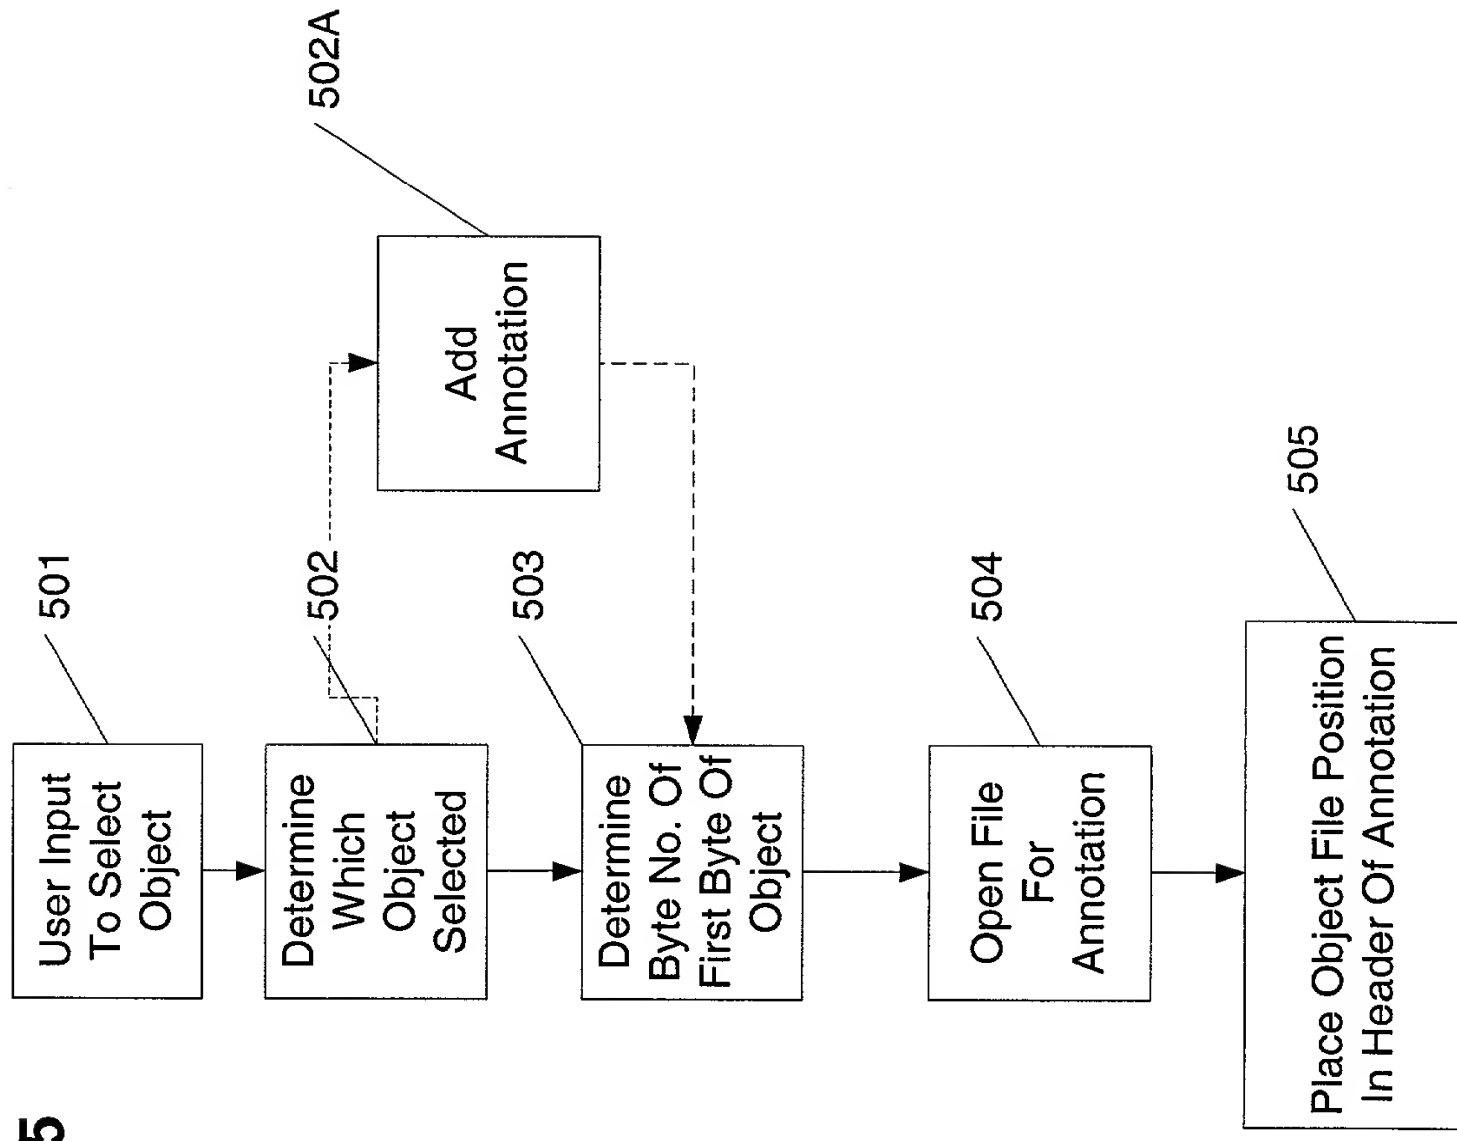 5
User Input
To Select
Object
501
Determine
Which
Object
Selected
502
Add
Annotation
502A
Determine
Byte No. Of
First Byte Of
Object
503
Open File
For
Annotation
504
Place Object File Position
In Header Of Annotation
505